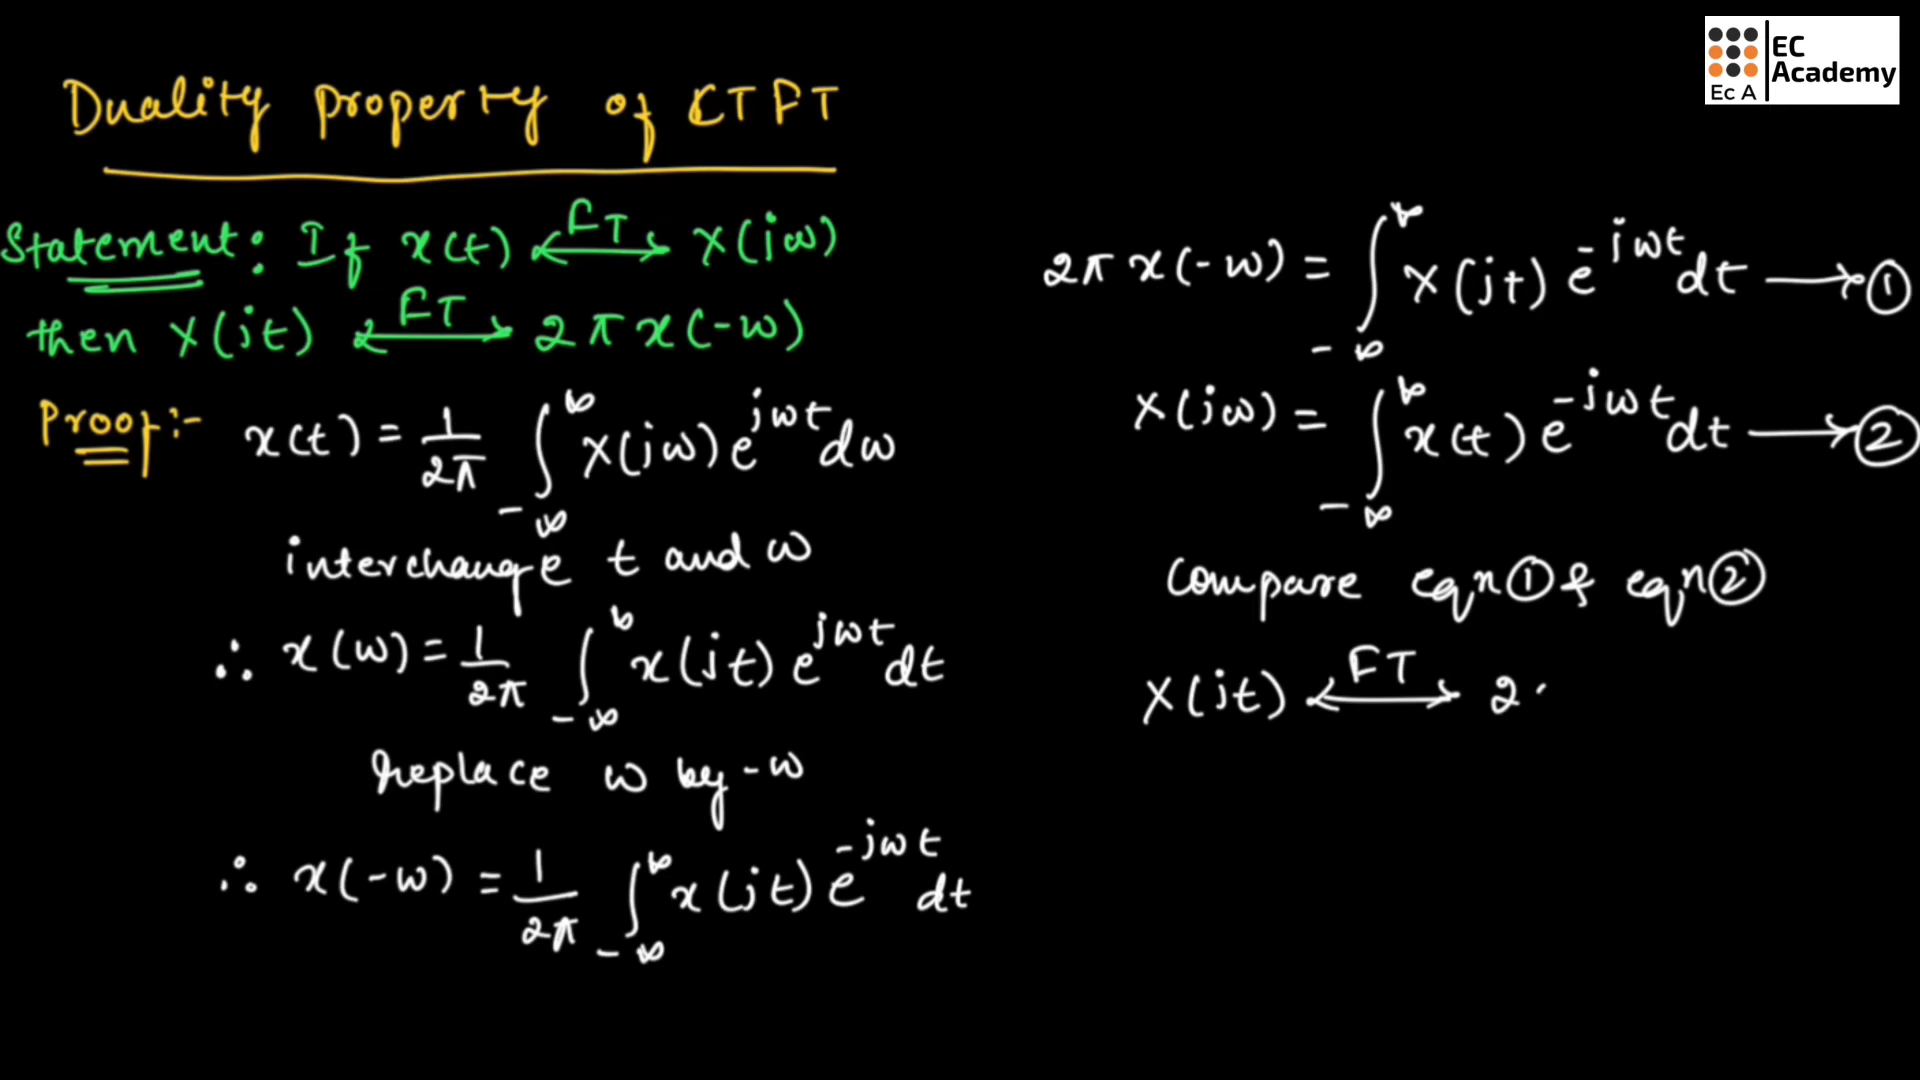 EC Academy
Ec A
Duality property of CTFT
Statement: If x(t) <-FT-> X(jω)
then X(jt) <-FT-> 2π x(-ω)
Proof:- x(t) = 1/2π ∫_{-∞}^{∞} X(jω) e^{jωt} dω
interchange t and ω
∴ x(ω) = 1/2π ∫_{-∞}^{∞} x(jt) e^{jωt} dt
Replace ω by -ω
∴ x(-ω) = 1/2π ∫_{-∞}^{∞} x(jt) e^{-jωt} dt
2π x(-ω) = ∫_{-∞}^{∞} X(jt) e^{-jωt} dt → ①
X(jω) = ∫_{-∞}^{∞} x(t) e^{-jωt} dt → ②
Compare eqn ① & eqn ②
X(jt) <-FT-> 2